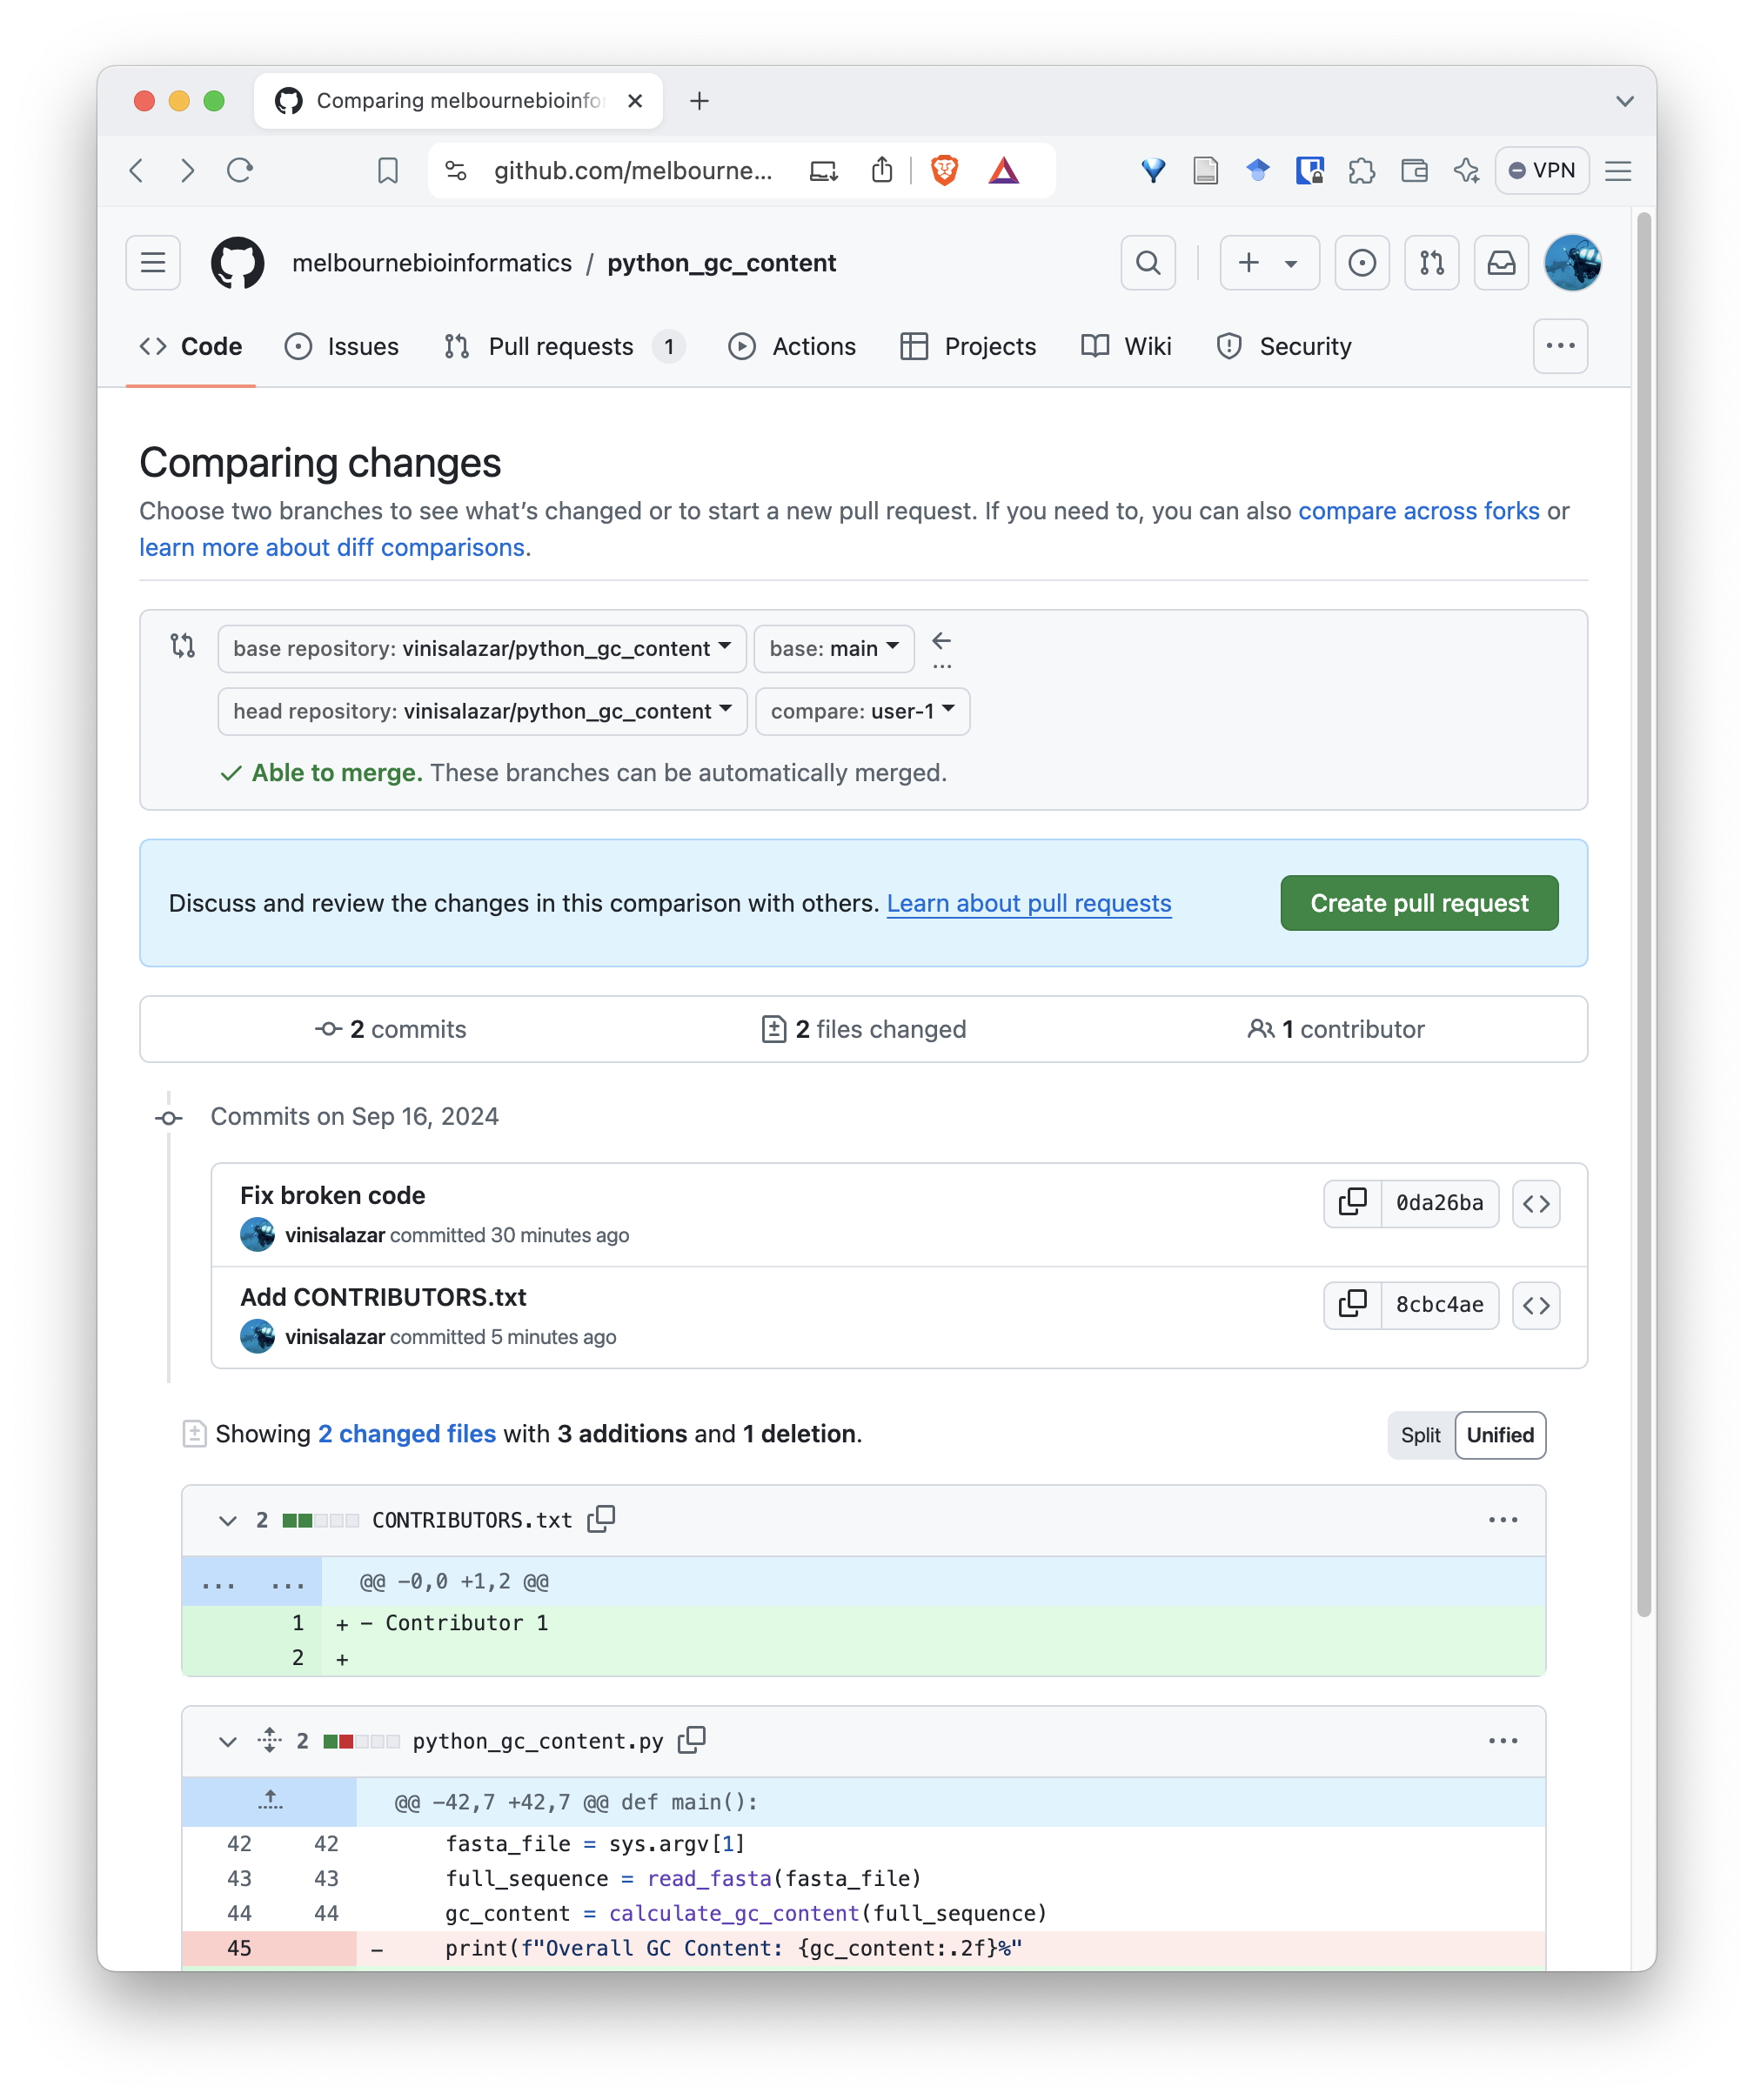 Comparing melbournebioinfo
github.com/melbourne...
VPN
melbournebioinformatics / python_gc_content
Code
Issues
Pull requests 1
Actions
Projects
Wiki
Security
Comparing changes
Choose two branches to see what’s changed or to start a new pull request. If you need to, you can also compare across forks or
learn more about diff comparisons.
base repository: vinisalazar/python_gc_content
base: main
...
head repository: vinisalazar/python_gc_content
compare: user-1
Able to merge. These branches can be automatically merged.
Discuss and review the changes in this comparison with others. Learn about pull requests
Create pull request
2 commits
2 files changed
1 contributor
Commits on Sep 16, 2024
Fix broken code
0da26ba
vinisalazar committed 30 minutes ago
Add CONTRIBUTORS.txt
8cbc4ae
vinisalazar committed 5 minutes ago
Showing 2 changed files with 3 additions and 1 deletion.
Split
Unified
2 CONTRIBUTORS.txt
... ... @@ -0,0 +1,2 @@
1 + - Contributor 1
2 +
2 python_gc_content.py
@@ -42,7 +42,7 @@ def main():
42 42 fasta_file = sys.argv[1]
43 43 full_sequence = read_fasta(fasta_file)
44 44 gc_content = calculate_gc_content(full_sequence)
45 - print(f"Overall GC Content: {gc_content:.2f}%"